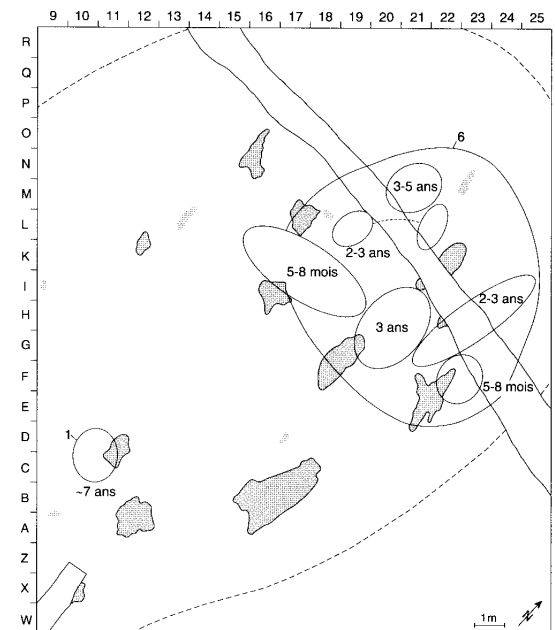 9 10 11 12 13 14 15 16 17 18 19 20 21 22 23 24 25
R
Q
P
O
N
M
L
K
I
H
G
F
E
D
C
B
A
Z
X
W
6
3-5 ans
2-3 ans
5-8 mois
2-3 ans
3 ans
5-8 mois
1
~7 ans
1 m
N